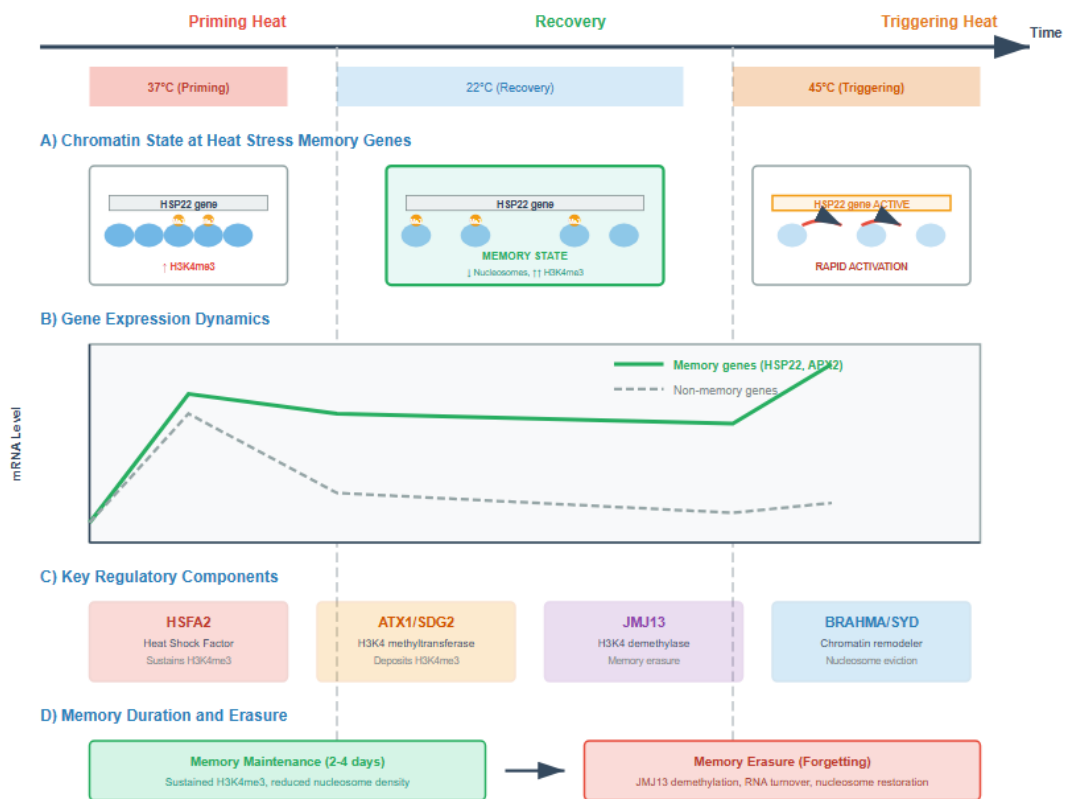 Priming Heat
Recovery
Triggering Heat
Time
37°C (Priming)
22°C (Recovery)
45°C (Triggering)
A) Chromatin State at Heat Stress Memory Genes
HSP22 gene
↑ H3K4me3
HSP22 gene
MEMORY STATE
↓ Nucleosomes, ↑↑ H3K4me3
HSP22 gene ACTIVE
RAPID ACTIVATION
B) Gene Expression Dynamics
mRNA Level
Memory genes (HSP22, APX2)
Non-memory genes
C) Key Regulatory Components
HSFA2
Heat Shock Factor
Sustains H3K4me3
ATX1/SDG2
H3K4 methyltransferase
Deposits H3K4me3
JMJ13
H3K4 demethylase
Memory erasure
BRAHMA/SYD
Chromatin remodeler
Nucleosome eviction
D) Memory Duration and Erasure
Memory Maintenance (2-4 days)
Sustained H3K4me3, reduced nucleosome density
Memory Erasure (Forgetting)
JMJ13 demethylation, RNA turnover, nucleosome restoration